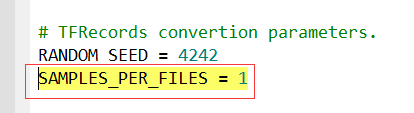 # TFRecords convertion parameters.
RANDOM_SEED = 4242
SAMPLES_PER_FILES = 1